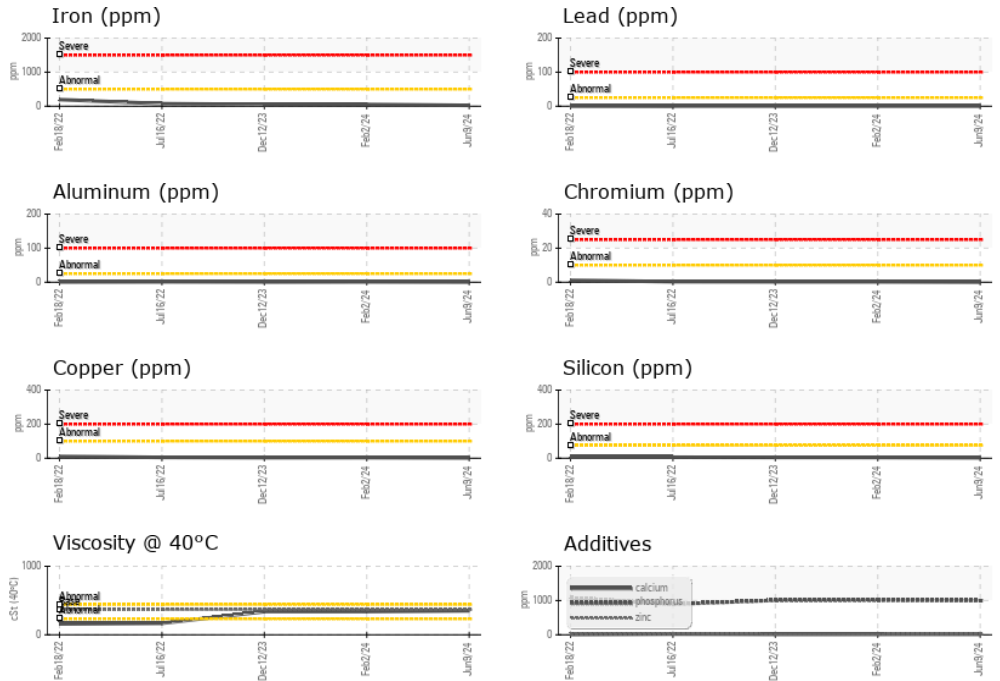 Iron (ppm)
2000
1000
0
ppm
Severe
Abnormal
Feb18/22
Jul16/22
Dec12/23
Feb2/24
Jun9/24
Lead (ppm)
200
100
0
ppm
Severe
Abnormal
Feb18/22
Jul16/22
Dec12/23
Feb2/24
Jun9/24
Aluminum (ppm)
200
100
0
ppm
Severe
Abnormal
Feb18/22
Jul16/22
Dec12/23
Feb2/24
Jun9/24
Chromium (ppm)
40
20
0
ppm
Severe
Abnormal
Feb18/22
Jul16/22
Dec12/23
Feb2/24
Jun9/24
Copper (ppm)
400
200
0
ppm
Severe
Abnormal
Feb18/22
Jul16/22
Dec12/23
Feb2/24
Jun9/24
Silicon (ppm)
400
200
0
ppm
Severe
Abnormal
Feb18/22
Jul16/22
Dec12/23
Feb2/24
Jun9/24
Viscosity @ 40°C
1000
0
cSt (40°C)
Abnormal
Base
Abnormal
Feb18/22
Jul16/22
Dec12/23
Feb2/24
Jun9/24
Additives
2000
1000
0
ppm
calcium
phosphorus
zinc
Feb18/22
Jul16/22
Dec12/23
Feb2/24
Jun9/24